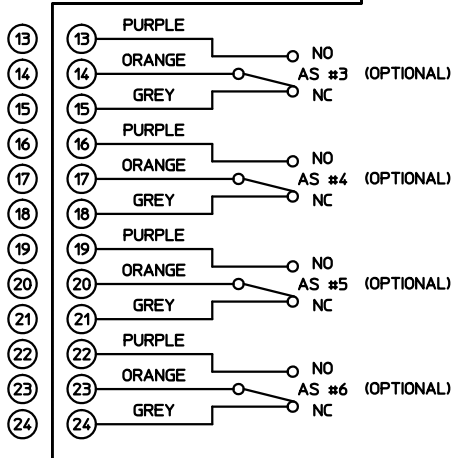 PURPLE
13 13 NO
ORANGE
14 14 AS #3 (OPTIONAL)
GREY NC
15 15
PURPLE
16 16 NO
ORANGE
17 17 AS #4 (OPTIONAL)
GREY NC
18 18
PURPLE
19 19 NO
ORANGE
20 20 AS #5 (OPTIONAL)
GREY NC
21 21
PURPLE
22 22 NO
ORANGE
23 23 AS #6 (OPTIONAL)
GREY NC
24 24